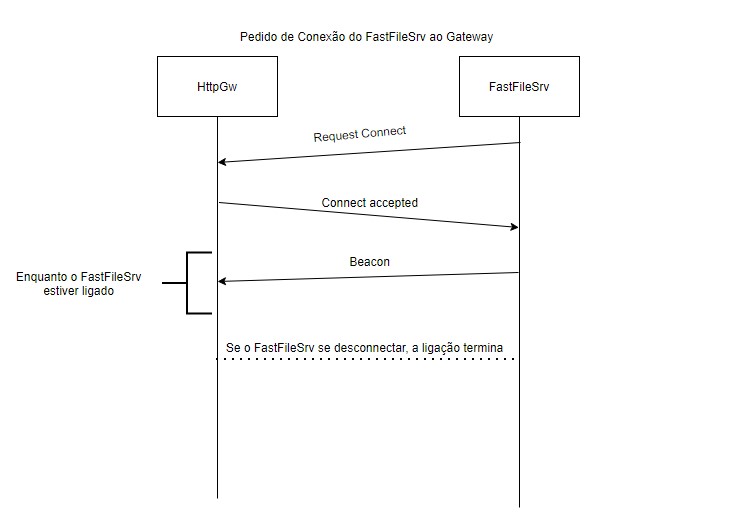 Pedido de Conexão do FastFileSrv ao Gateway
HttpGw
FastFileSrv
Request Connect
Connect accepted
Beacon
Enquanto o FastFileSrv
estiver ligado
Se o FastFileSrv se desconnectar, a ligação termina